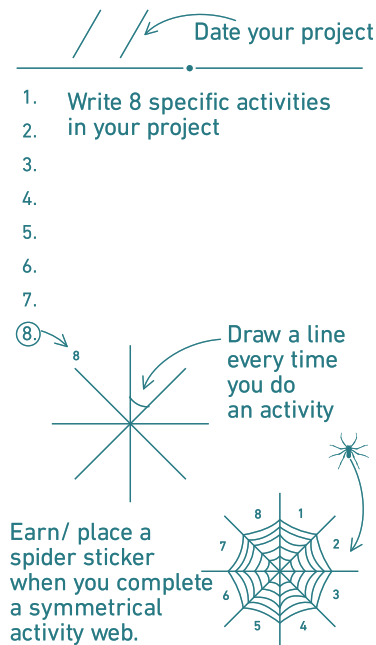 / / Date your project
1. Write 8 specific activities
2. in your project
3.
4.
5.
6.
7.
8.
8
Draw a line
every time
you do
an activity
Earn/ place a
spider sticker
when you complete
a symmetrical
activity web.
8 1
7 2
6 3
5 4